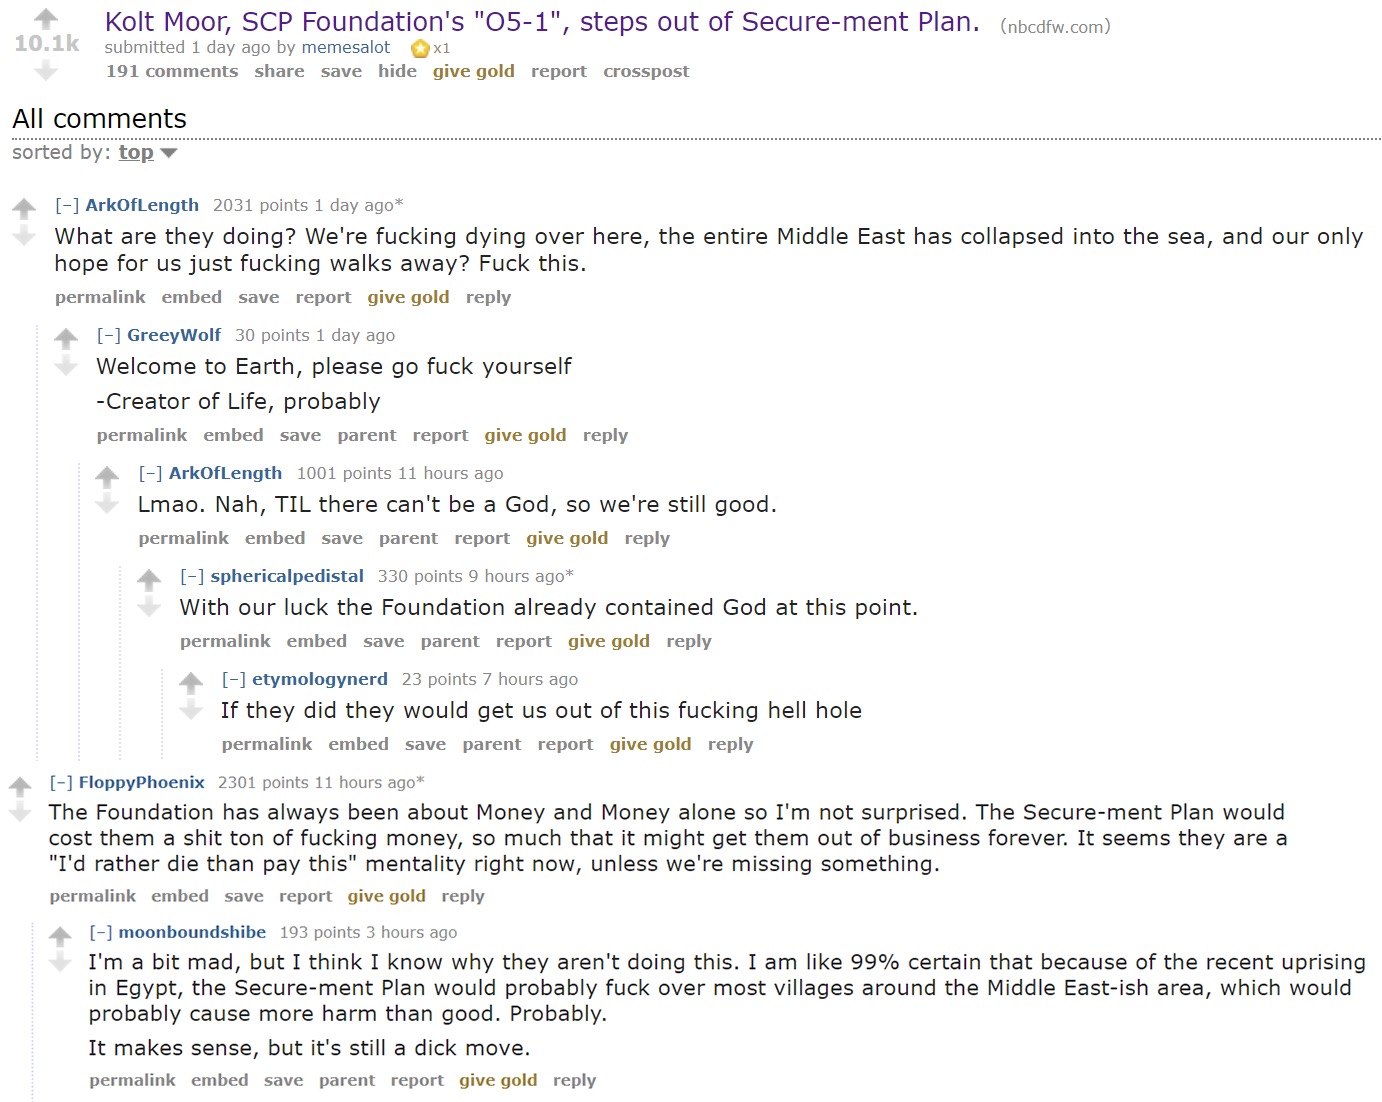 Kolt Moor, SCP Foundation's "O5-1", steps out of Secure-ment Plan. (nbcdfw.com)
10.1k
submitted 1 day ago by memesalot x1
191 comments share save hide give gold report crosspost
All comments
sorted by: top
[–] ArkOfLength 2031 points 1 day ago*
What are they doing? We're fucking dying over here, the entire Middle East has collapsed into the sea, and our only
hope for us just fucking walks away? Fuck this.
permalink embed save report give gold reply
[–] GreeyWolf 30 points 1 day ago
Welcome to Earth, please go fuck yourself
-Creator of Life, probably
permalink embed save parent report give gold reply
[–] ArkOfLength 1001 points 11 hours ago
Lmao. Nah, TIL there can't be a God, so we're still good.
permalink embed save parent report give gold reply
[–] sphericalpedistal 330 points 9 hours ago*
With our luck the Foundation already contained God at this point.
permalink embed save parent report give gold reply
[–] etymologynerd 23 points 7 hours ago
If they did they would get us out of this fucking hell hole
permalink embed save parent report give gold reply
[–] FloppyPhoenix 2301 points 11 hours ago*
The Foundation has always been about Money and Money alone so I'm not surprised. The Secure-ment Plan would
cost them a shit ton of fucking money, so much that it might get them out of business forever. It seems they are a
"I'd rather die than pay this" mentality right now, unless we're missing something.
permalink embed save report give gold reply
[–] moonboundshibe 193 points 3 hours ago
I'm a bit mad, but I think I know why they aren't doing this. I am like 99% certain that because of the recent uprising
in Egypt, the Secure-ment Plan would probably fuck over most villages around the Middle East-ish area, which would
probably cause more harm than good. Probably.
It makes sense, but it's still a dick move.
permalink embed save parent report give gold reply